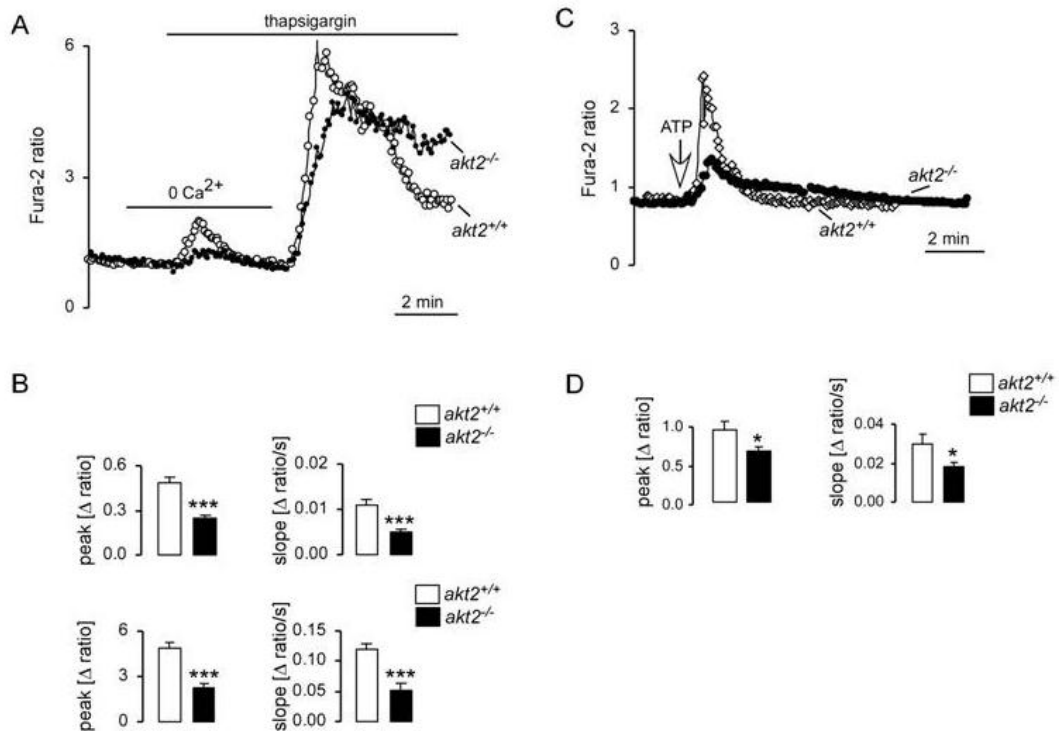 A
thapsigargin
6
3
0
Fura-2 ratio
0 Ca2+
akt2-/-
akt2+/+
2 min
C
3
2
1
0
Fura-2 ratio
ATP
akt2-/-
akt2+/+
2 min
B
akt2+/+
akt2-/-
peak [Δ ratio]
0.6
0.3
0.0
***
slope [Δ ratio/s]
0.02
0.01
0.00
***
akt2+/+
akt2-/-
peak [Δ ratio]
6
3
0
***
slope [Δ ratio/s]
0.15
0.10
0.05
0.00
***
D
akt2+/+
akt2-/-
peak [Δ ratio]
1.0
0.5
0.0
*
slope [Δ ratio/s]
0.04
0.02
0.00
*